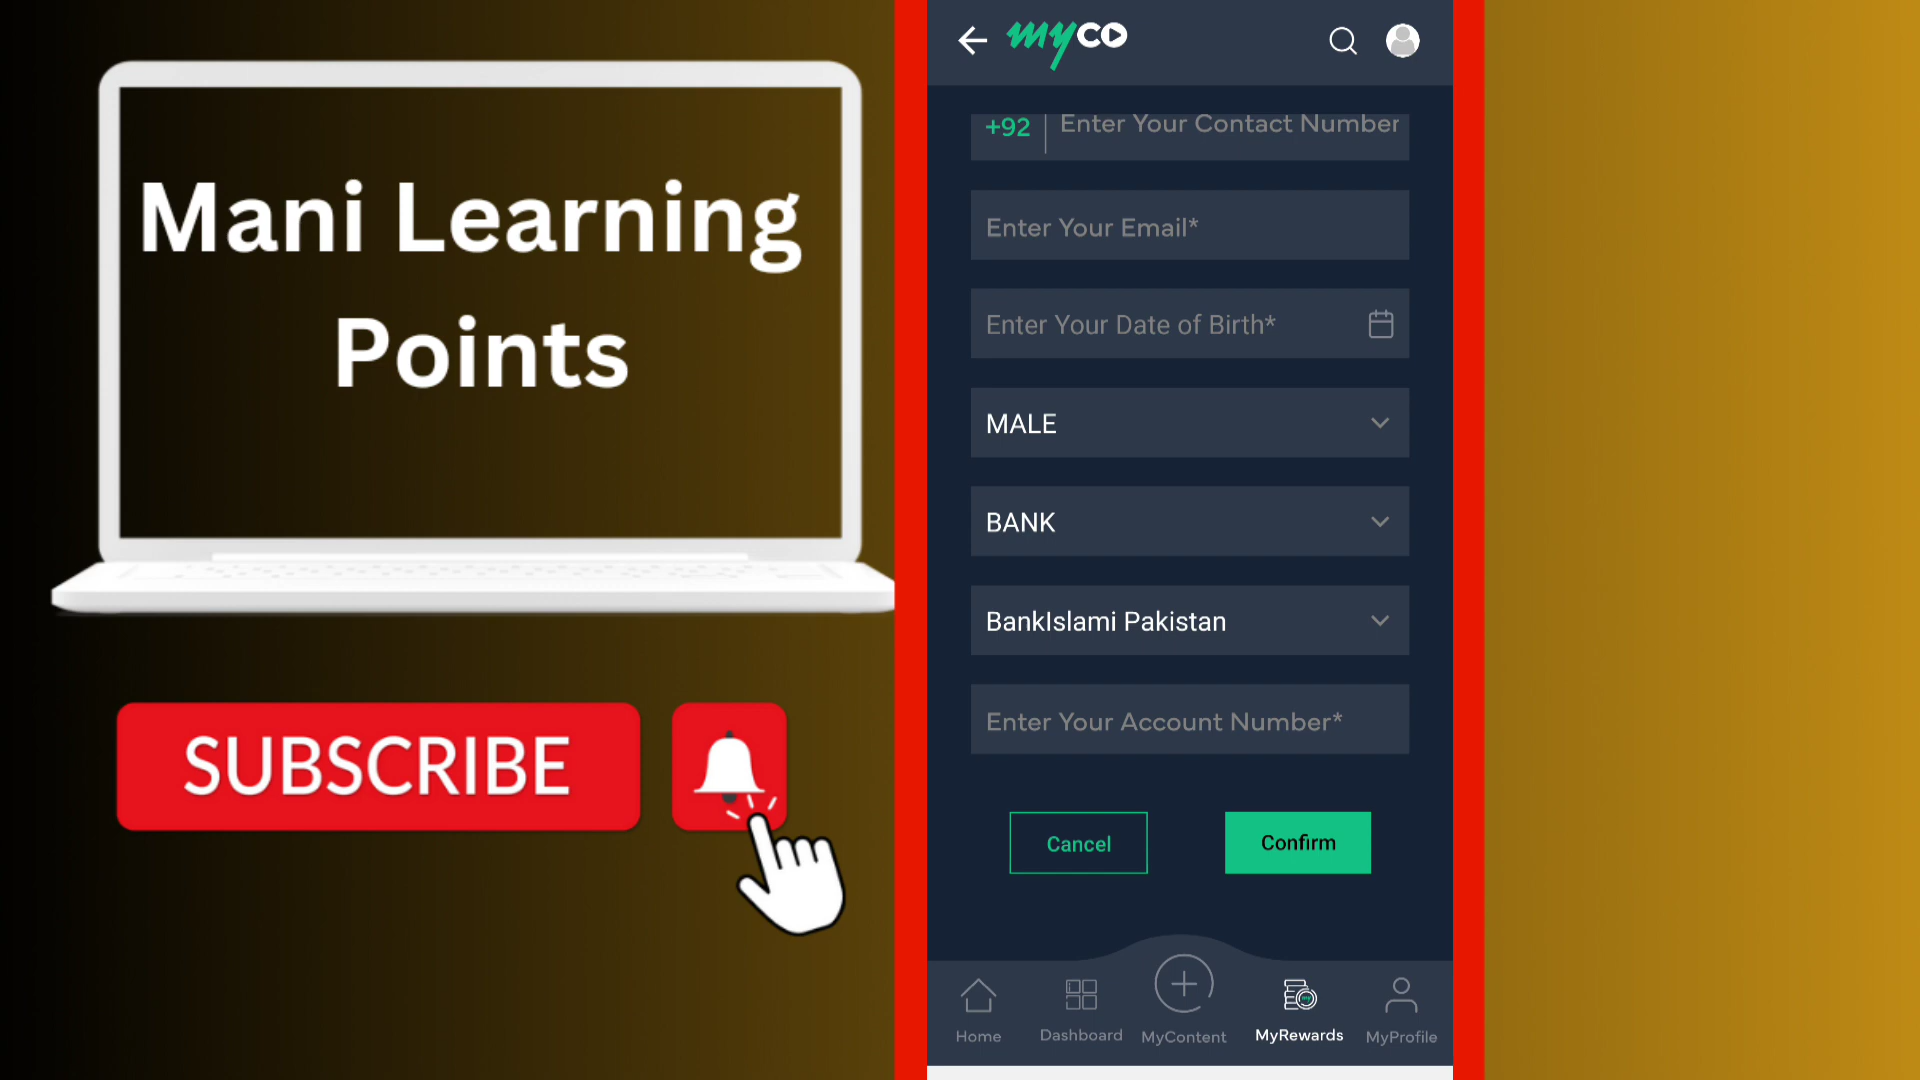 Mani Learning
Points
SUBSCRIBE
myco
+92
Enter Your Contact Number
Enter Your Email*
Enter Your Date of Birth*
MALE
BANK
BankIslami Pakistan
Enter Your Account Number*
Cancel
Confirm
Home
Dashboard
MyContent
MyRewards
MyProfile